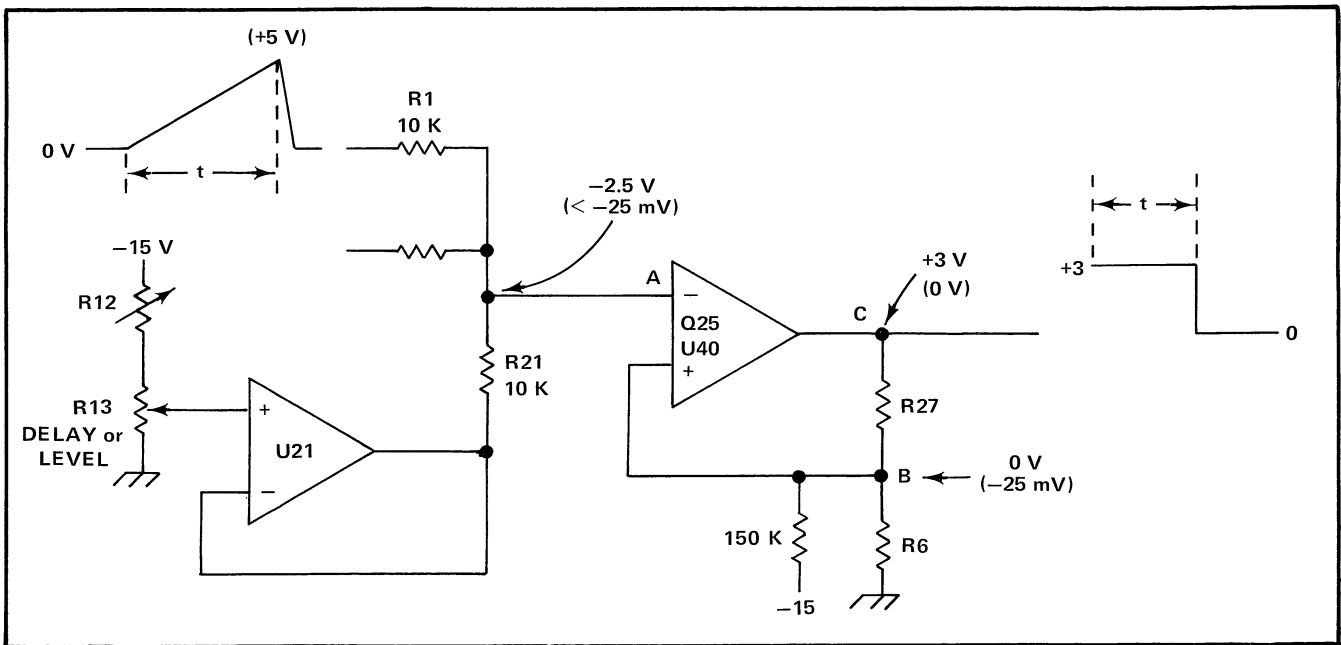 (+5 V)
R1
10 K
0 V
t
−2.5 V
(< −25 mV)
−15 V
R12
A
+3 V
(0 V)
t
+3
C
−
Q25
U40
+
0
R21
10 K
R13
DELAY or
LEVEL
+
U21
−
R27
B
0 V
(−25 mV)
150 K
R6
−15